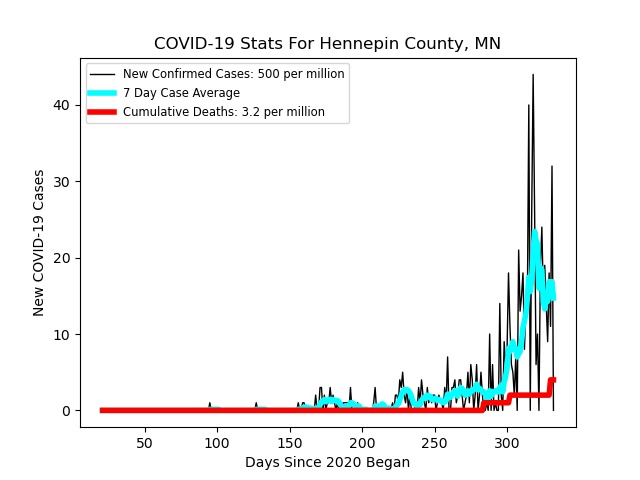 COVID-19 Stats For Hennepin County, MN
New Confirmed Cases: 500 per million
7 Day Case Average
Cumulative Deaths: 3.2 per million
New COVID-19 Cases
40
30
20
10
0
50 100 150 200 250 300
Days Since 2020 Began